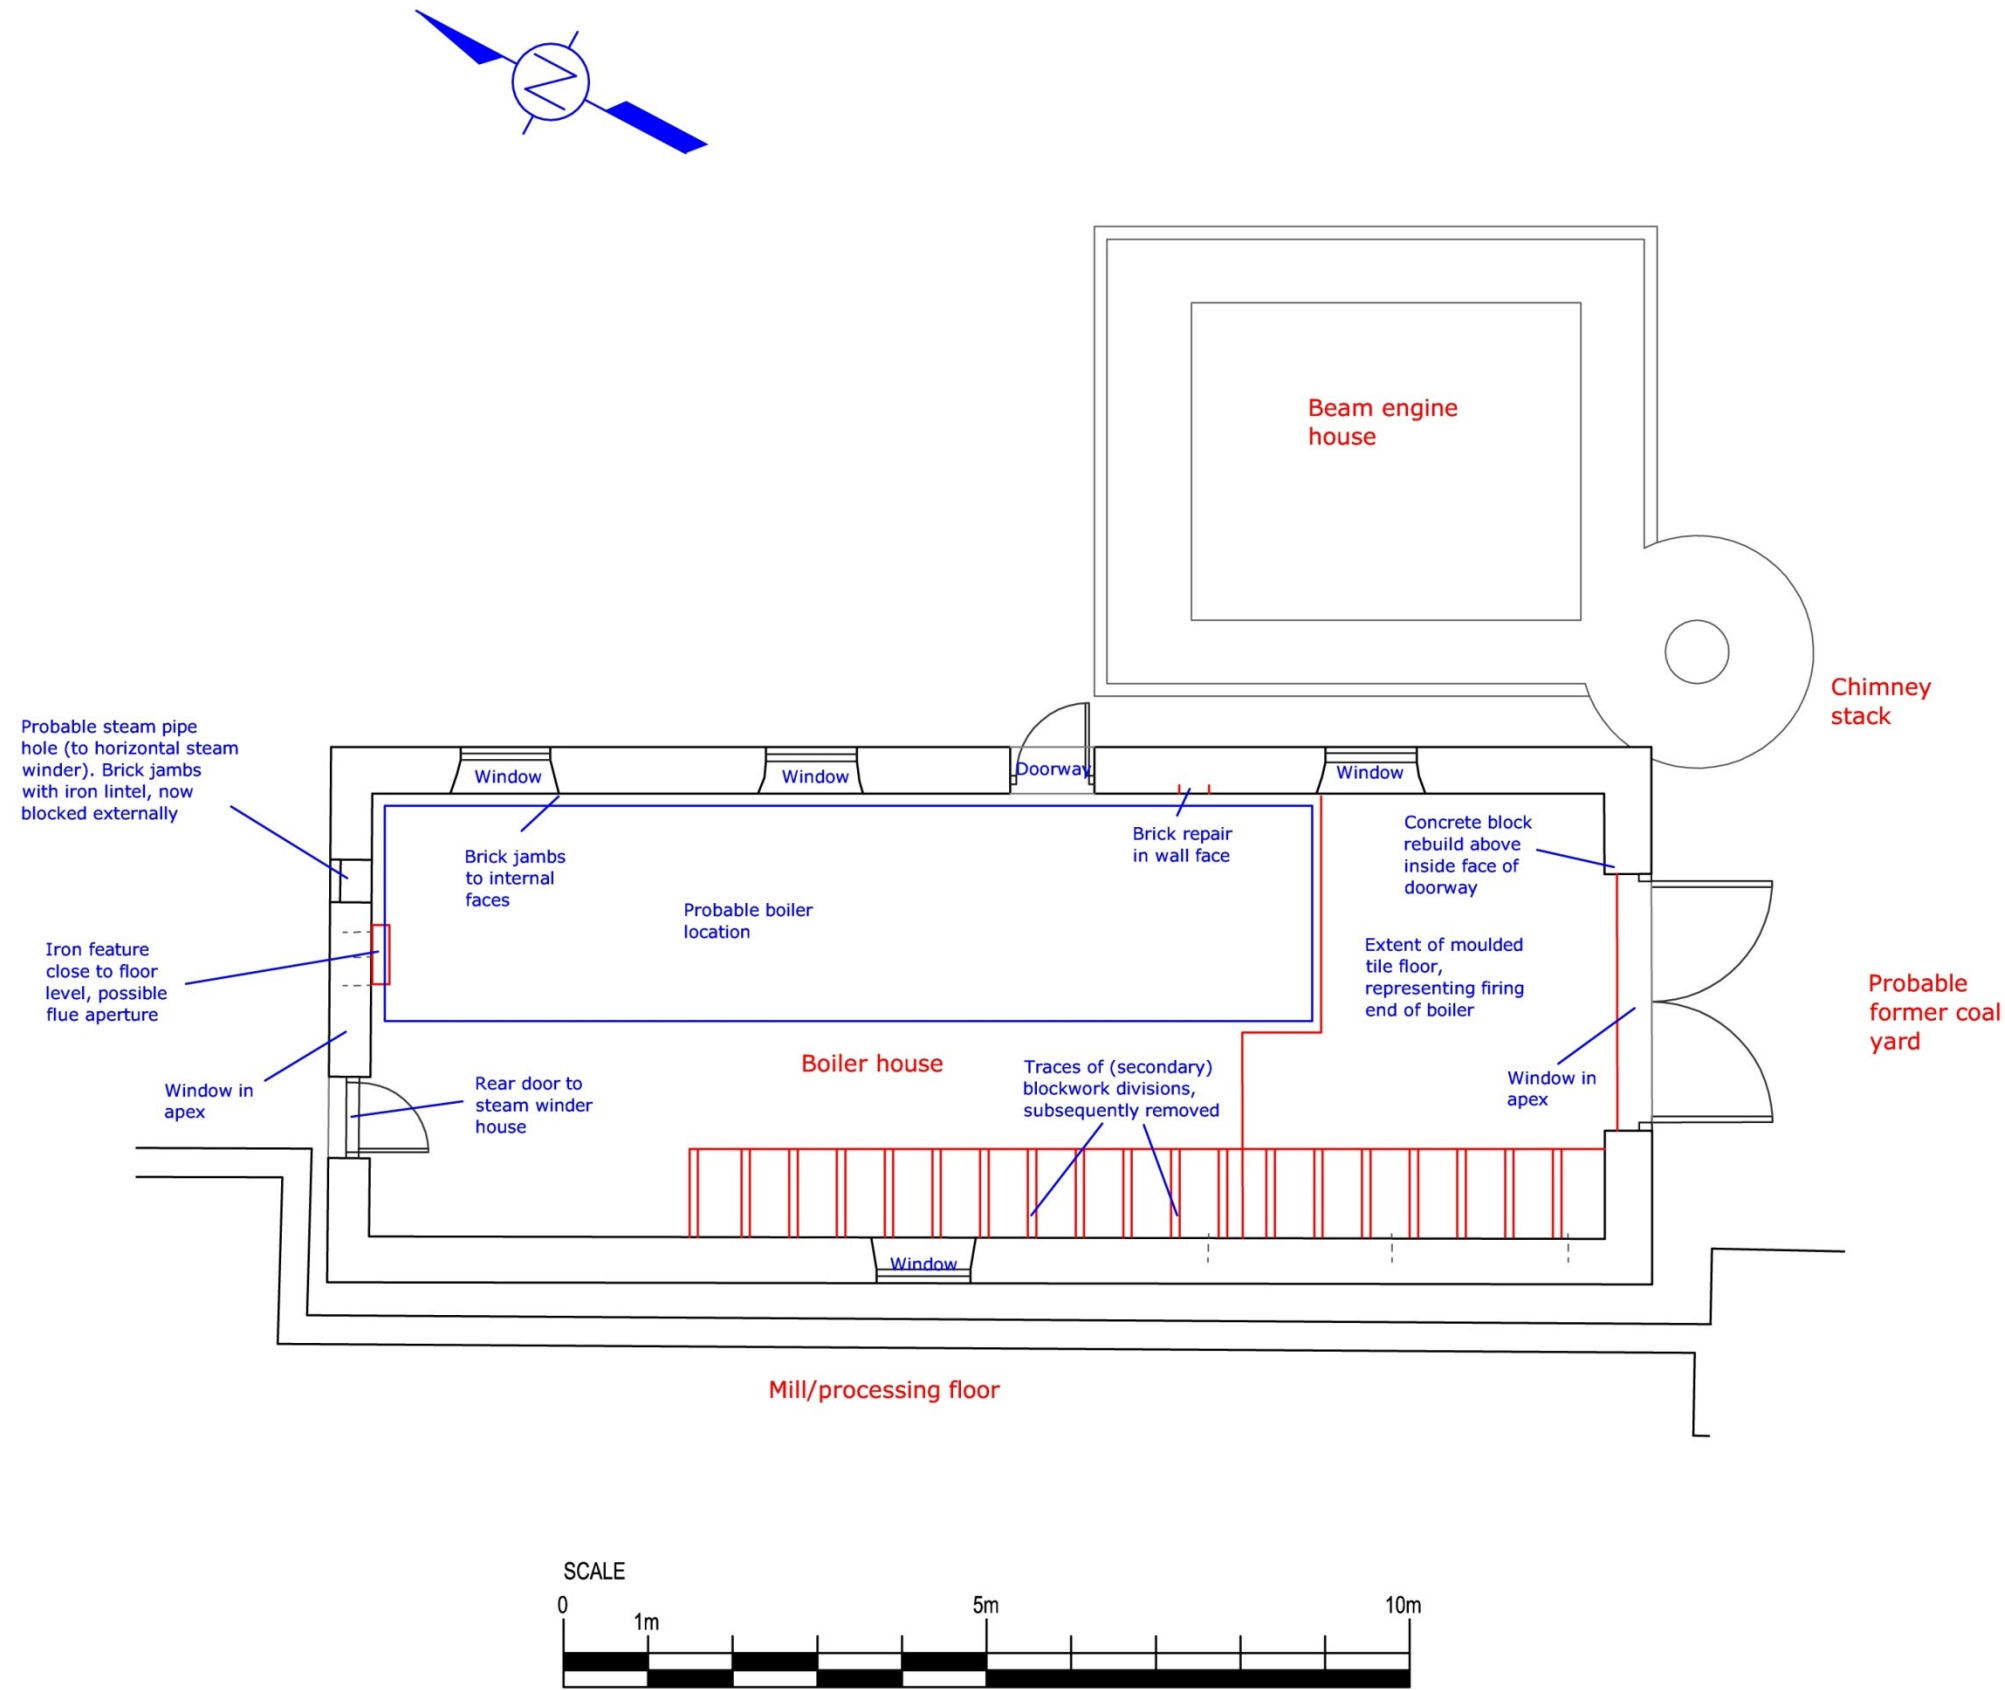 N
Beam engine
house
Chimney
stack
Probable steam pipe
hole (to horizontal steam
winder). Brick jambs
with iron lintel, now
blocked externally
Window
Window
Doorway
Window
Brick jambs
to internal
faces
Brick repair
in wall face
Concrete block
rebuild above
inside face of
doorway
Probable boiler
location
Iron feature
close to floor
level, possible
flue aperture
Extent of moulded
tile floor,
representing firing
end of boiler
Probable
former coal
yard
Boiler house
Window in
apex
Rear door to
steam winder
house
Traces of (secondary)
blockwork divisions,
subsequently removed
Window in
apex
Window
Mill/processing floor
SCALE
0
1m
5m
10m